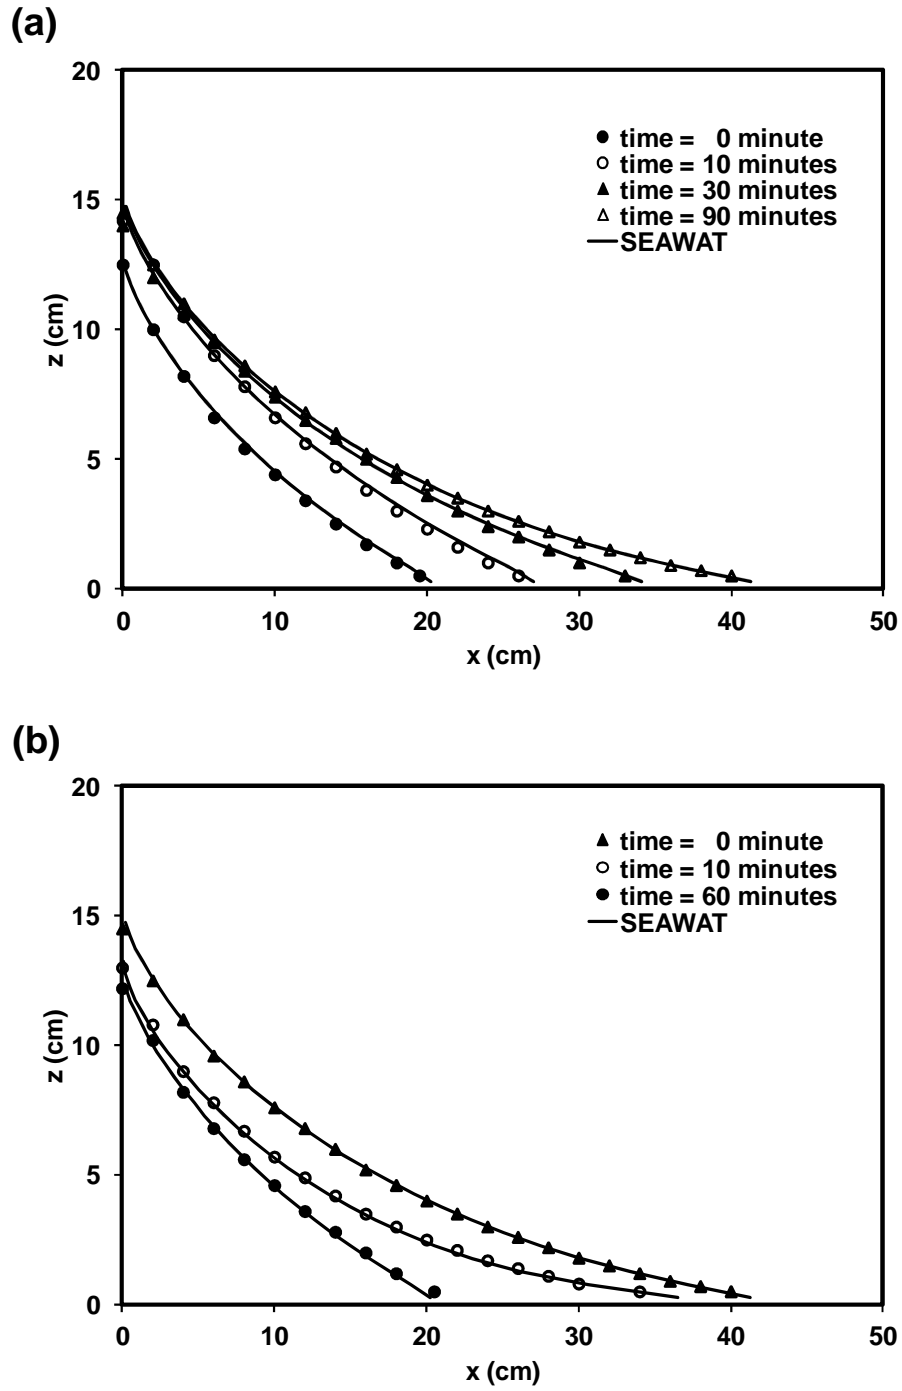 (a)
20
15
10
5
0
z (cm)
time = 0 minute
time = 10 minutes
time = 30 minutes
time = 90 minutes
SEAWAT
0 10 20 30 40 50
x (cm)
(b)
20
15
10
5
0
z (cm)
time = 0 minute
time = 10 minutes
time = 60 minutes
SEAWAT
0 10 20 30 40 50
x (cm)